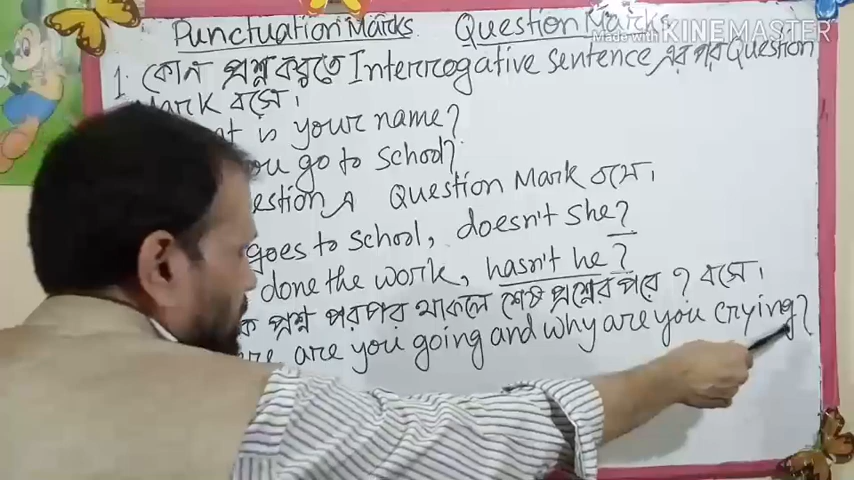 Punctuation Marks Question Marks
Made with KINEMASTER
1. কোন প্রশ্ন করতে Interrogative sentence এর পর Question
Mark বসে।
is your name?
you go to school?
Question এ Question Mark বসে।
goes to school, doesn't she?
done the work, hasn't he?
প্রশ্ন পরপর থাকলে শেষ প্রশ্নের পরে ? বসে।
are you going and why are you crying?